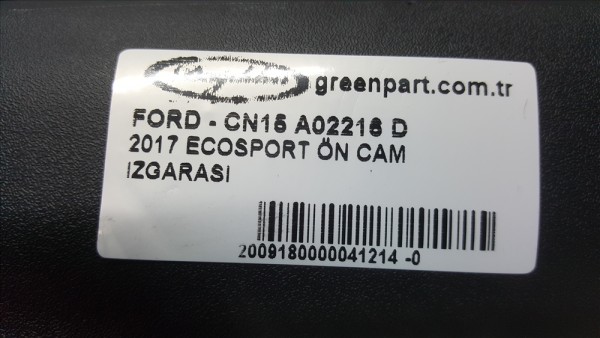 greenpart.com.tr
FORD - CN15 A02216 D
2017 ECOSPORT ÖN CAM
IZGARASI
2009180000041214 -0